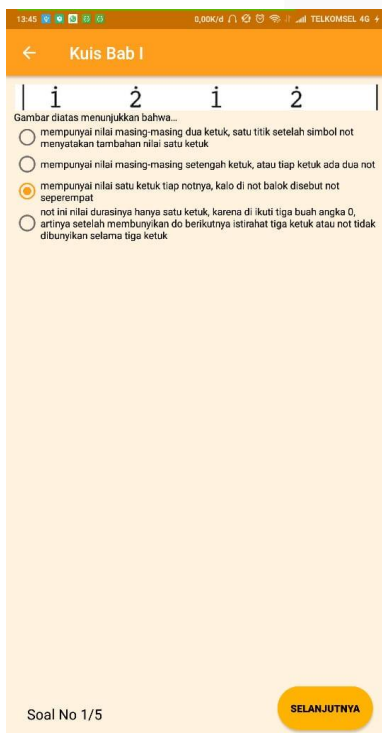 13:45 0,00K/d TELKOMSEL 4G
Kuis Bab I
| i̇ 2̇ i̇ 2̇ |
Gambar diatas menunjukkan bahwa...
mempunyai nilai masing-masing dua ketuk, satu titik setelah simbol not
menyatakan tambahan nilai satu ketuk
mempunyai nilai masing-masing setengah ketuk, atau tiap ketuk ada dua not
mempunyai nilai satu ketuk tiap notnya, kalo di not balok disebut not
seperempat
not ini nilai durasinya hanya satu ketuk, karena di ikuti tiga buah angka 0,
artinya setelah membunyikan do berikutnya istirahat tiga ketuk atau not tidak
dibunyikan selama tiga ketuk
Soal No 1/5
SELANJUTNYA